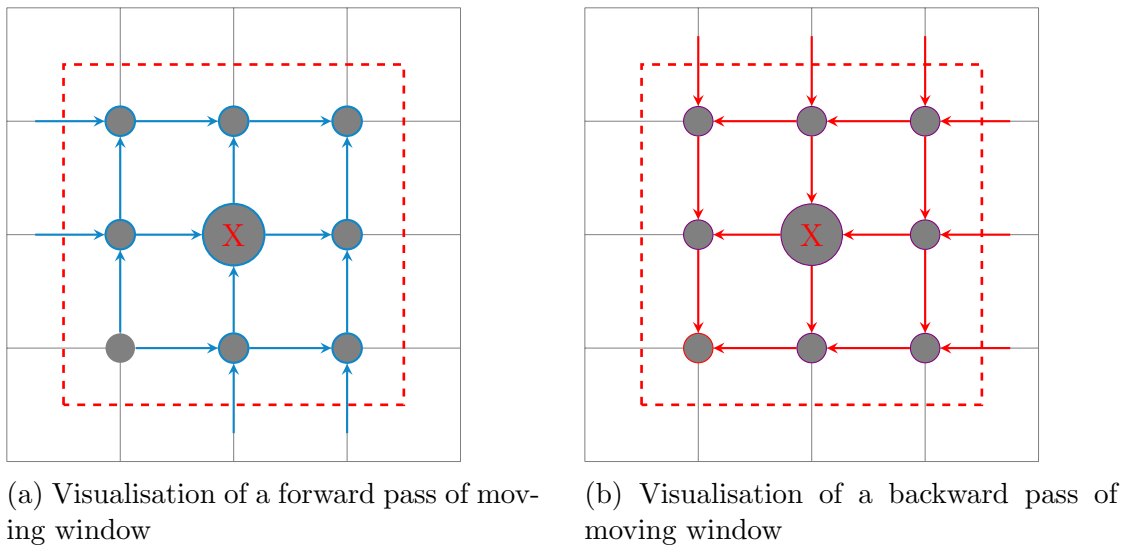 X
X
(a) Visualisation of a forward pass of mov-
ing window
(b) Visualisation of a backward pass of
moving window